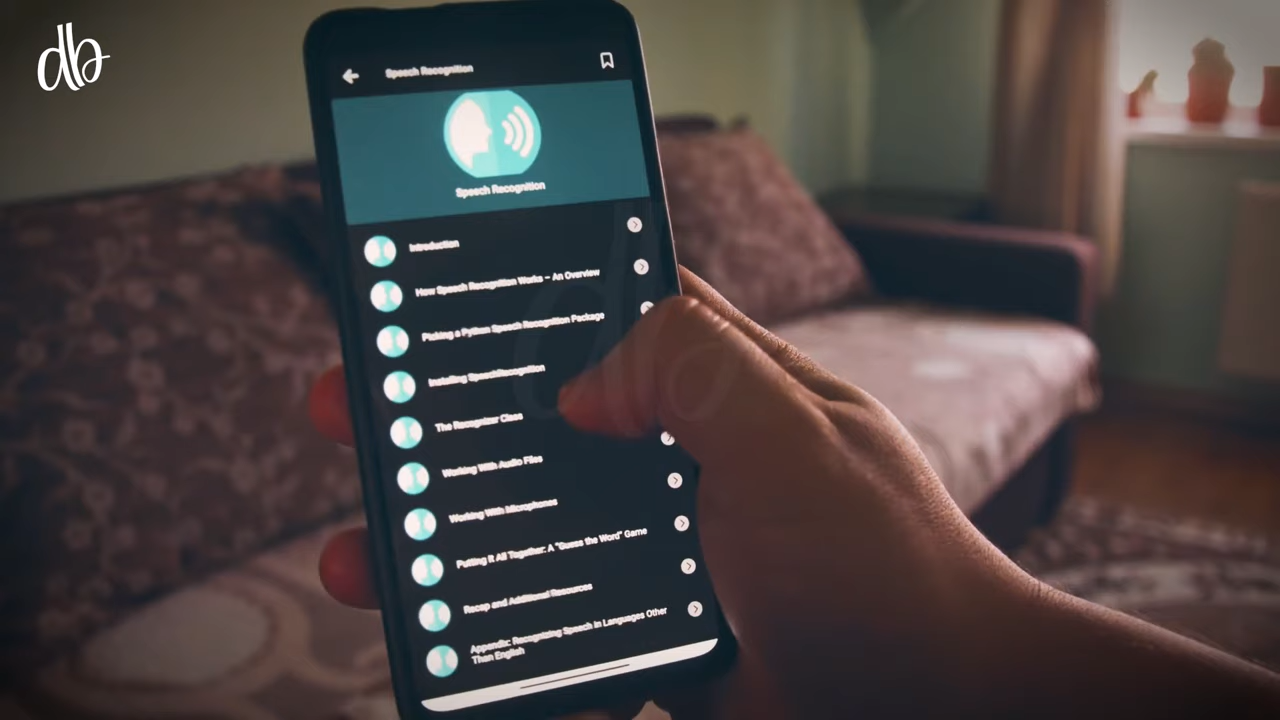 db
Speech Recognition
Speech Recognition
Introduction
How Speech Recognition Works – An Overview
Picking a Python Speech Recognition Package
Installing SpeechRecognition
The Recognizer Class
Working With Audio Files
Working With Microphones
Putting It All Together: A "Guess the Word" Game
Recap and Additional Resources
Appendix: Recognizing Speech in Languages Other
Than English